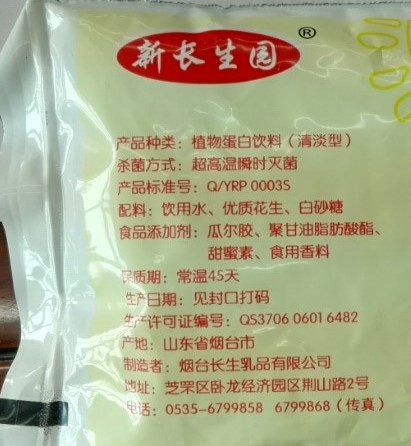 新长生园®
产品种类：植物蛋白饮料（清淡型）
杀菌方式：超高温瞬时灭菌
产品标准号：Q/YRP 0003S
配料：饮用水、优质花生、白砂糖
食品添加剂：瓜尔胶、聚甘油脂肪酸酯、
甜蜜素、食用香料
保质期：常温45天
生产日期：见封口打码
生产许可证编号：QS3706 0601 6482
产地：山东省烟台市
制造者：烟台长生乳品有限公司
地址：芝罘区卧龙经济园区荆山路2号
电话：0535-6799858 6799868（传真）